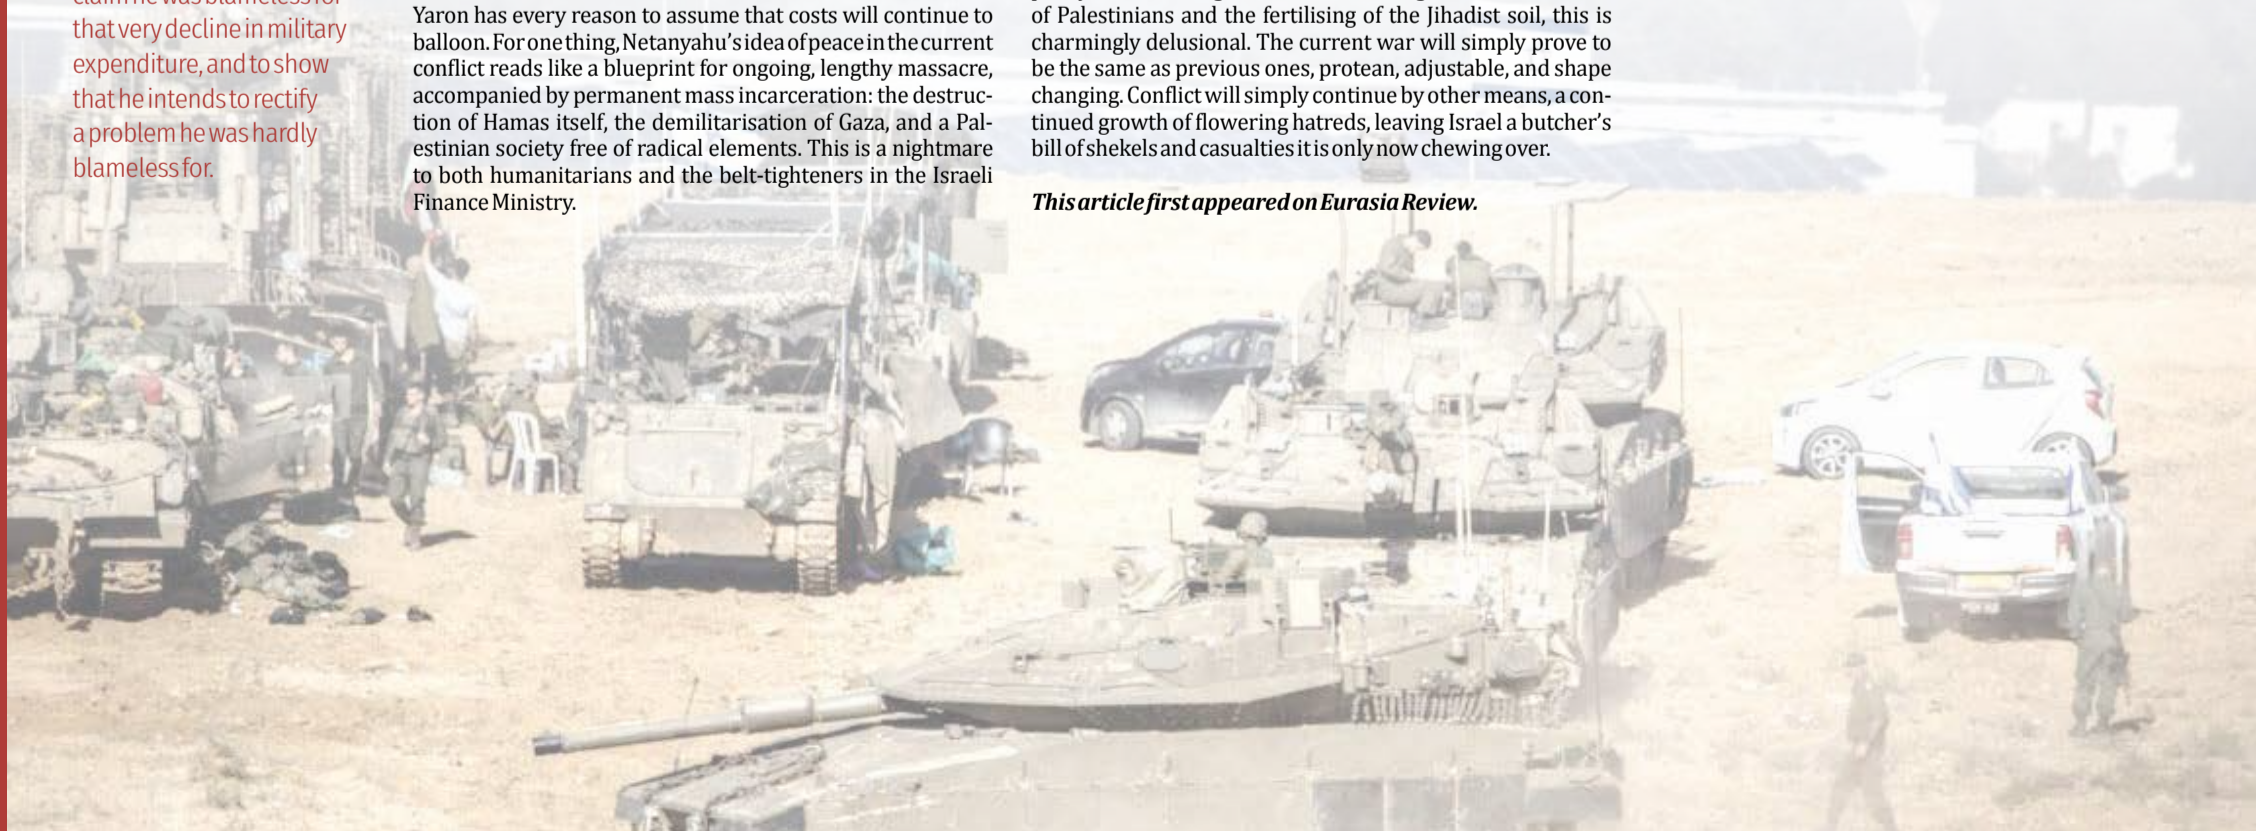 that very decline in military
expenditure, and to show
that he intends to rectify
a problem he was hardly
blameless for.
Yaron has every reason to assume that costs will continue to
balloon. For one thing, Netanyahu's idea of peace in the current
conflict reads like a blueprint for ongoing, lengthy massacre,
accompanied by permanent mass incarceration: the destruc-
tion of Hamas itself, the demilitarisation of Gaza, and a Pal-
estinian society free of radical elements. This is a nightmare
to both humanitarians and the belt-tighteners in the Israeli
Finance Ministry.
of Palestinians and the fertilising of the Jihadist soil, this is
charmingly delusional. The current war will simply prove to
be the same as previous ones, protean, adjustable, and shape
changing. Conflict will simply continue by other means, a con-
tinued growth of flowering hatreds, leaving Israel a butcher's
bill of shekels and casualties it is only now chewing over.
This article first appeared on Eurasia Review.